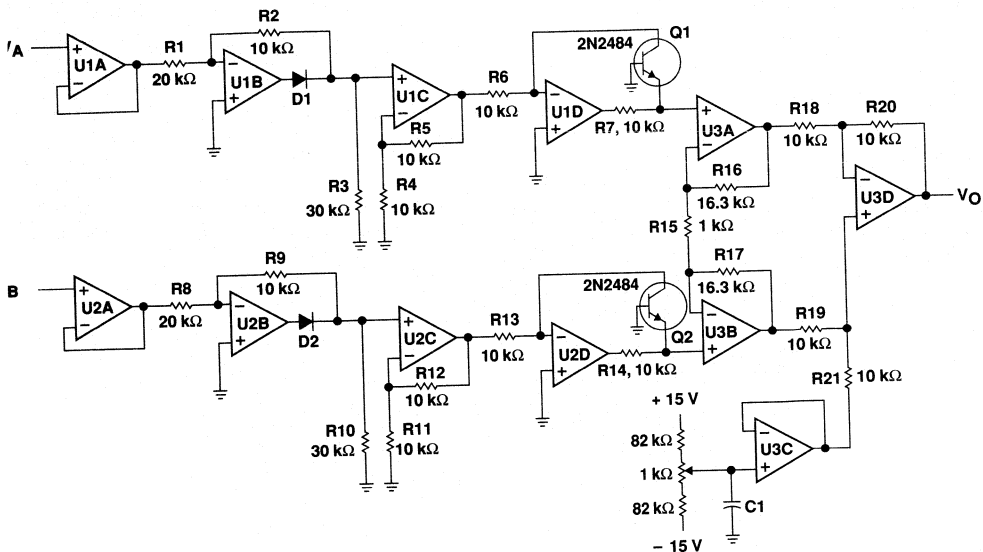 VA
U1A
R1
20 kΩ
R2
10 kΩ
U1B
D1
U1C
R5
10 kΩ
R3
30 kΩ
R4
10 kΩ
R6
10 kΩ
U1D
R7, 10 kΩ
2N2484
Q1
U3A
R16
16.3 kΩ
R15
1 kΩ
R18
10 kΩ
R20
10 kΩ
U3D
VO
B
U2A
R8
20 kΩ
R9
10 kΩ
U2B
D2
U2C
R12
10 kΩ
R10
30 kΩ
R11
10 kΩ
R13
10 kΩ
U2D
R14, 10 kΩ
2N2484
Q2
U3B
R17
16.3 kΩ
R19
10 kΩ
R21
10 kΩ
+ 15 V
82 kΩ
1 kΩ
82 kΩ
– 15 V
C1
U3C